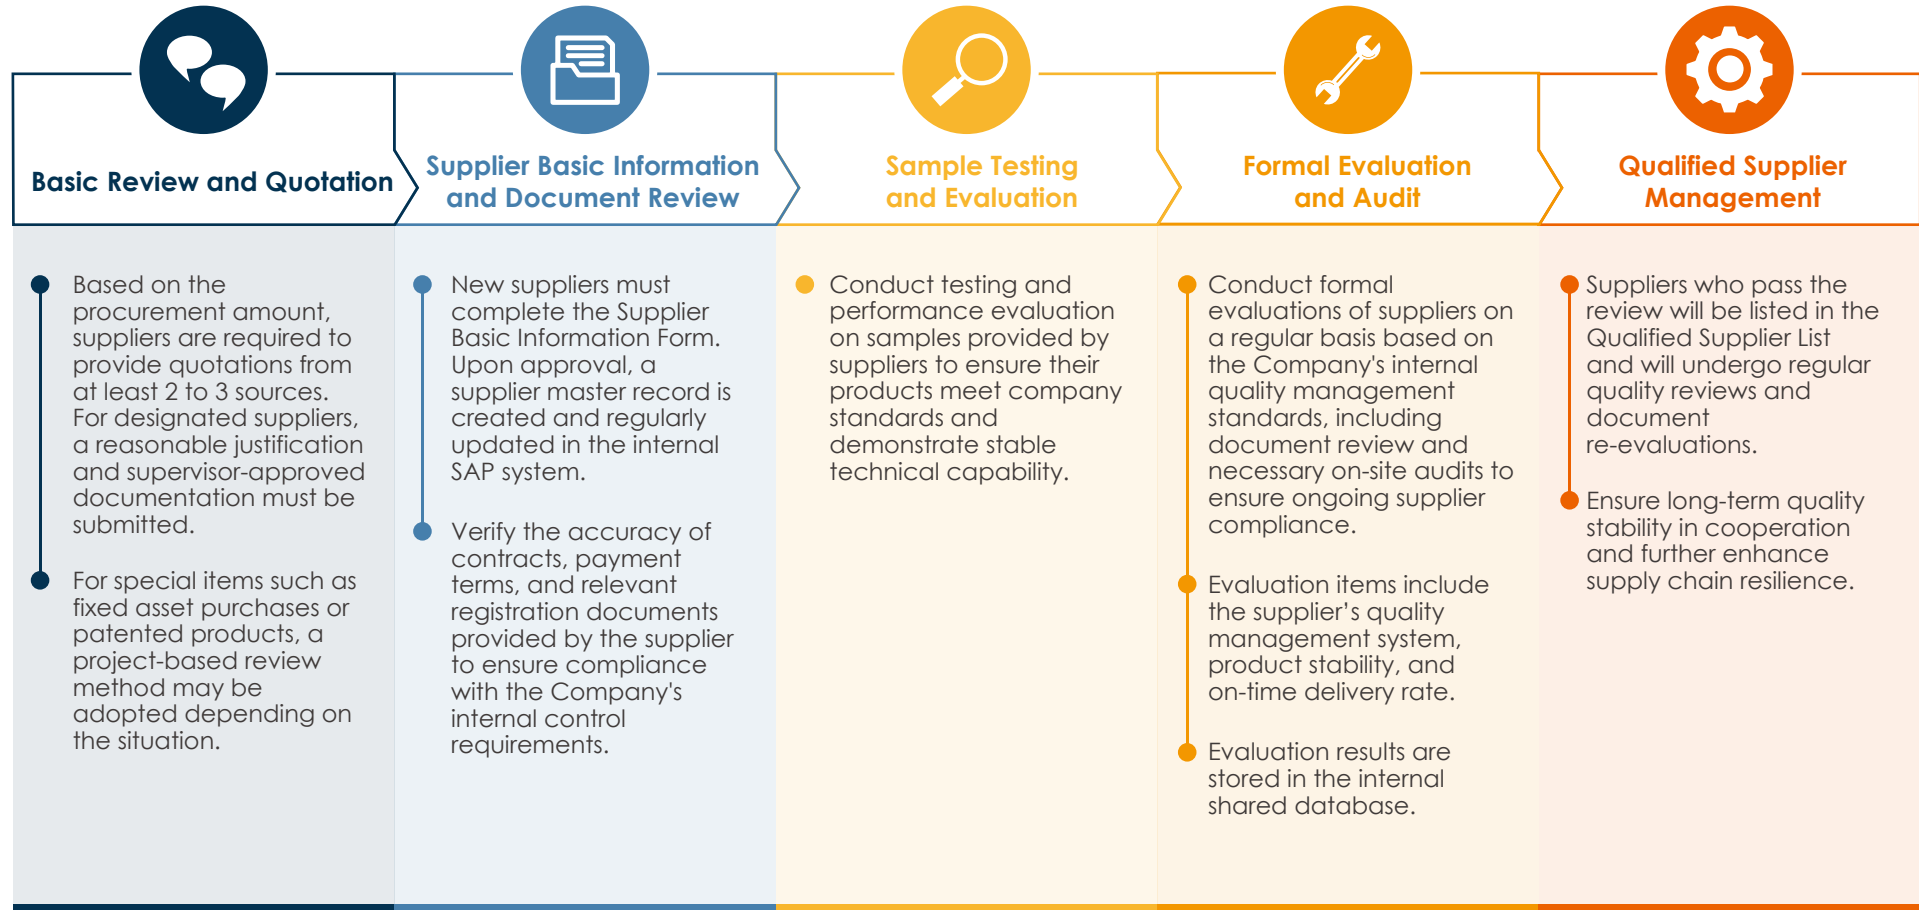 Basic Review and Quotation
Based on the
procurement amount,
suppliers are required to
provide quotations from
at least 2 to 3 sources.
For designated suppliers,
a reasonable justification
and supervisor-approved
documentation must be
submitted.
For special items such as
fixed asset purchases or
patented products, a
project-based review
method may be
adopted depending on
the situation.
Supplier Basic Information
and Document Review
New suppliers must
complete the Supplier
Basic Information Form.
Upon approval, a
supplier master record is
created and regularly
updated in the internal
SAP system.
Verify the accuracy of
contracts, payment
terms, and relevant
registration documents
provided by the supplier
to ensure compliance
with the Company's
internal control
requirements.
Sample Testing
and Evaluation
Conduct testing and
performance evaluation
on samples provided by
suppliers to ensure their
products meet company
standards and
demonstrate stable
technical capability.
Formal Evaluation
and Audit
Conduct formal
evaluations of suppliers on
a regular basis based on
the Company's internal
quality management
standards, including
document review and
necessary on-site audits to
ensure ongoing supplier
compliance.
Evaluation items include
the supplier’s quality
management system,
product stability, and
on-time delivery rate.
Evaluation results are
stored in the internal
shared database.
Qualified Supplier
Management
Suppliers who pass the
review will be listed in the
Qualified Supplier List
and will undergo regular
quality reviews and
document
re-evaluations.
Ensure long-term quality
stability in cooperation
and further enhance
supply chain resilience.